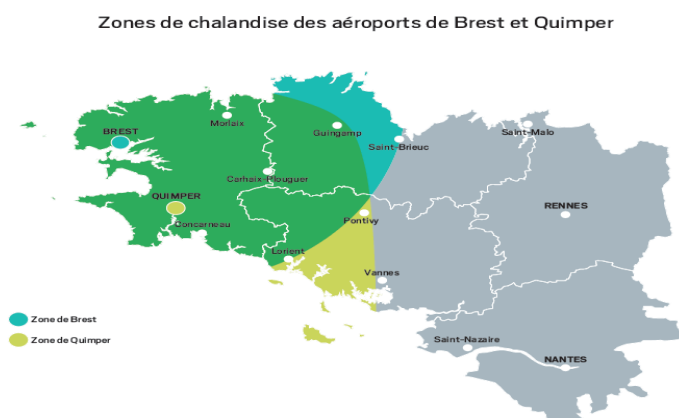 Zones de chalandise des aéroports de Brest et Quimper
Morlaix
BREST
Guingamp
Saint-Malo
Saint-Brieuc
Carhaix-Plouguer
QUIMPER
RENNES
Concarneau
Pontivy
Lorient
Vannes
Zone de Brest
Zone de Quimper
Saint-Nazaire
NANTES